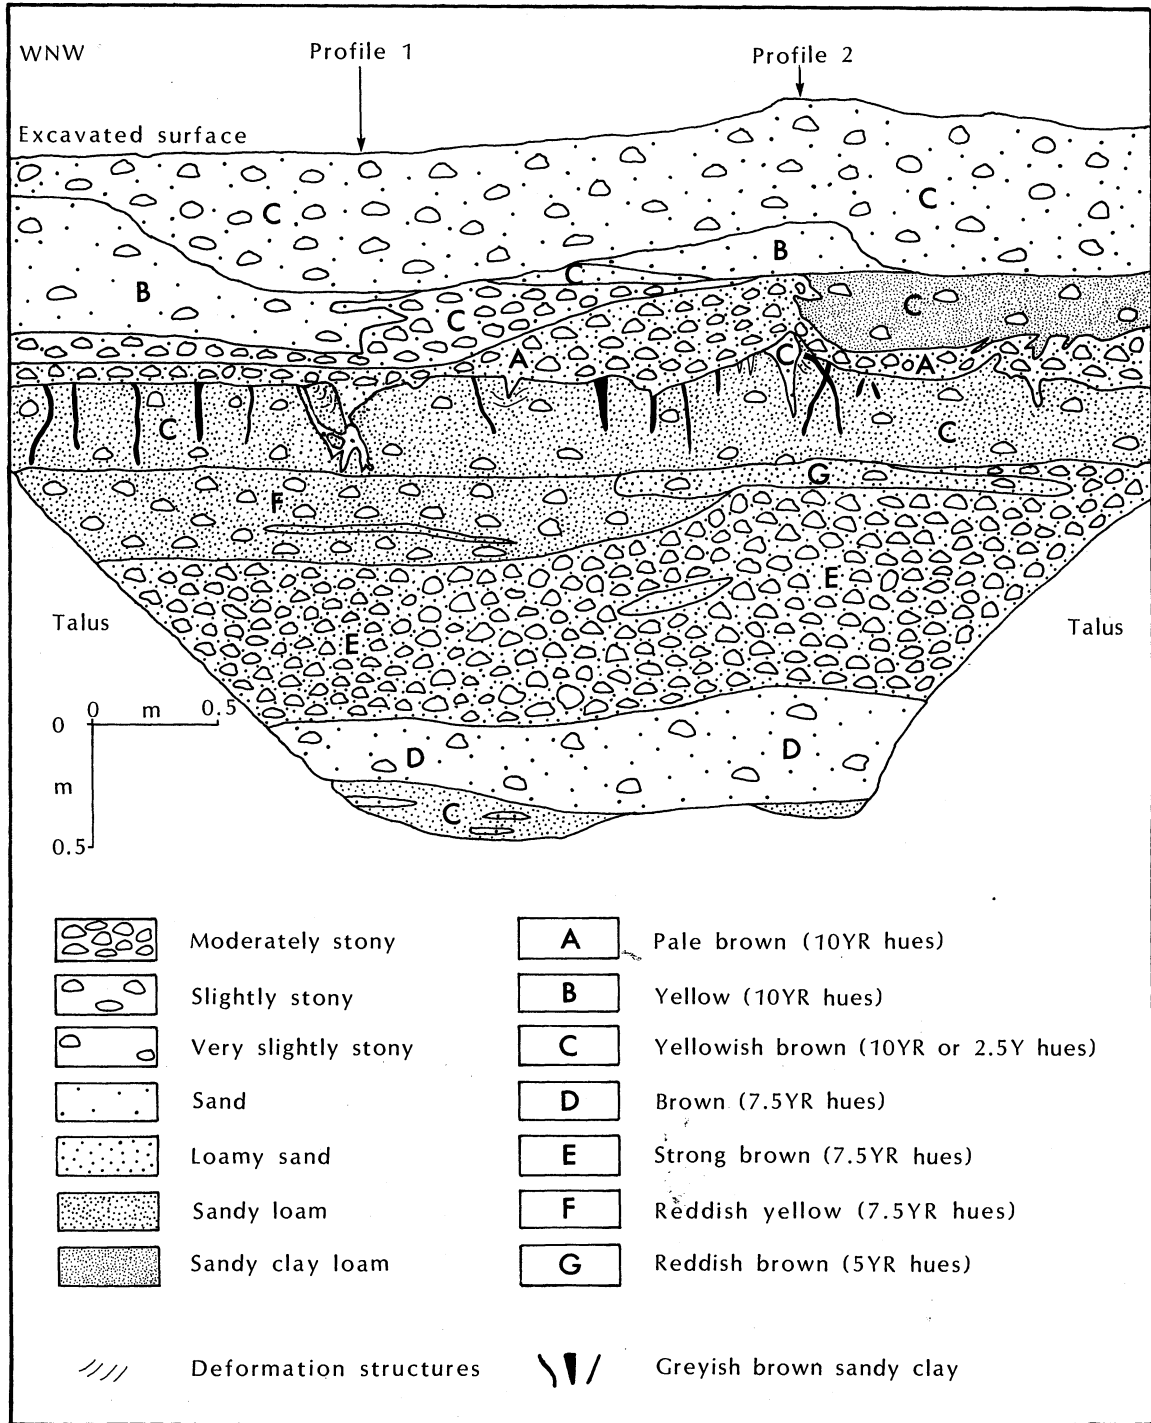 WNW
Profile 1
Profile 2
Excavated surface
C
C
B
C
B
C
C
A
C
A
C
C
C
G
F
E
E
Talus
Talus
0 m 0.5
0
m
0.5
D
D
C
Moderately stony
Slightly stony
Very slightly stony
Sand
Loamy sand
Sandy loam
Sandy clay loam
Deformation structures
A Pale brown (10YR hues)
B Yellow (10YR hues)
C Yellowish brown (10YR or 2.5Y hues)
D Brown (7.5YR hues)
E Strong brown (7.5YR hues)
F Reddish yellow (7.5YR hues)
G Reddish brown (5YR hues)
Greyish brown sandy clay